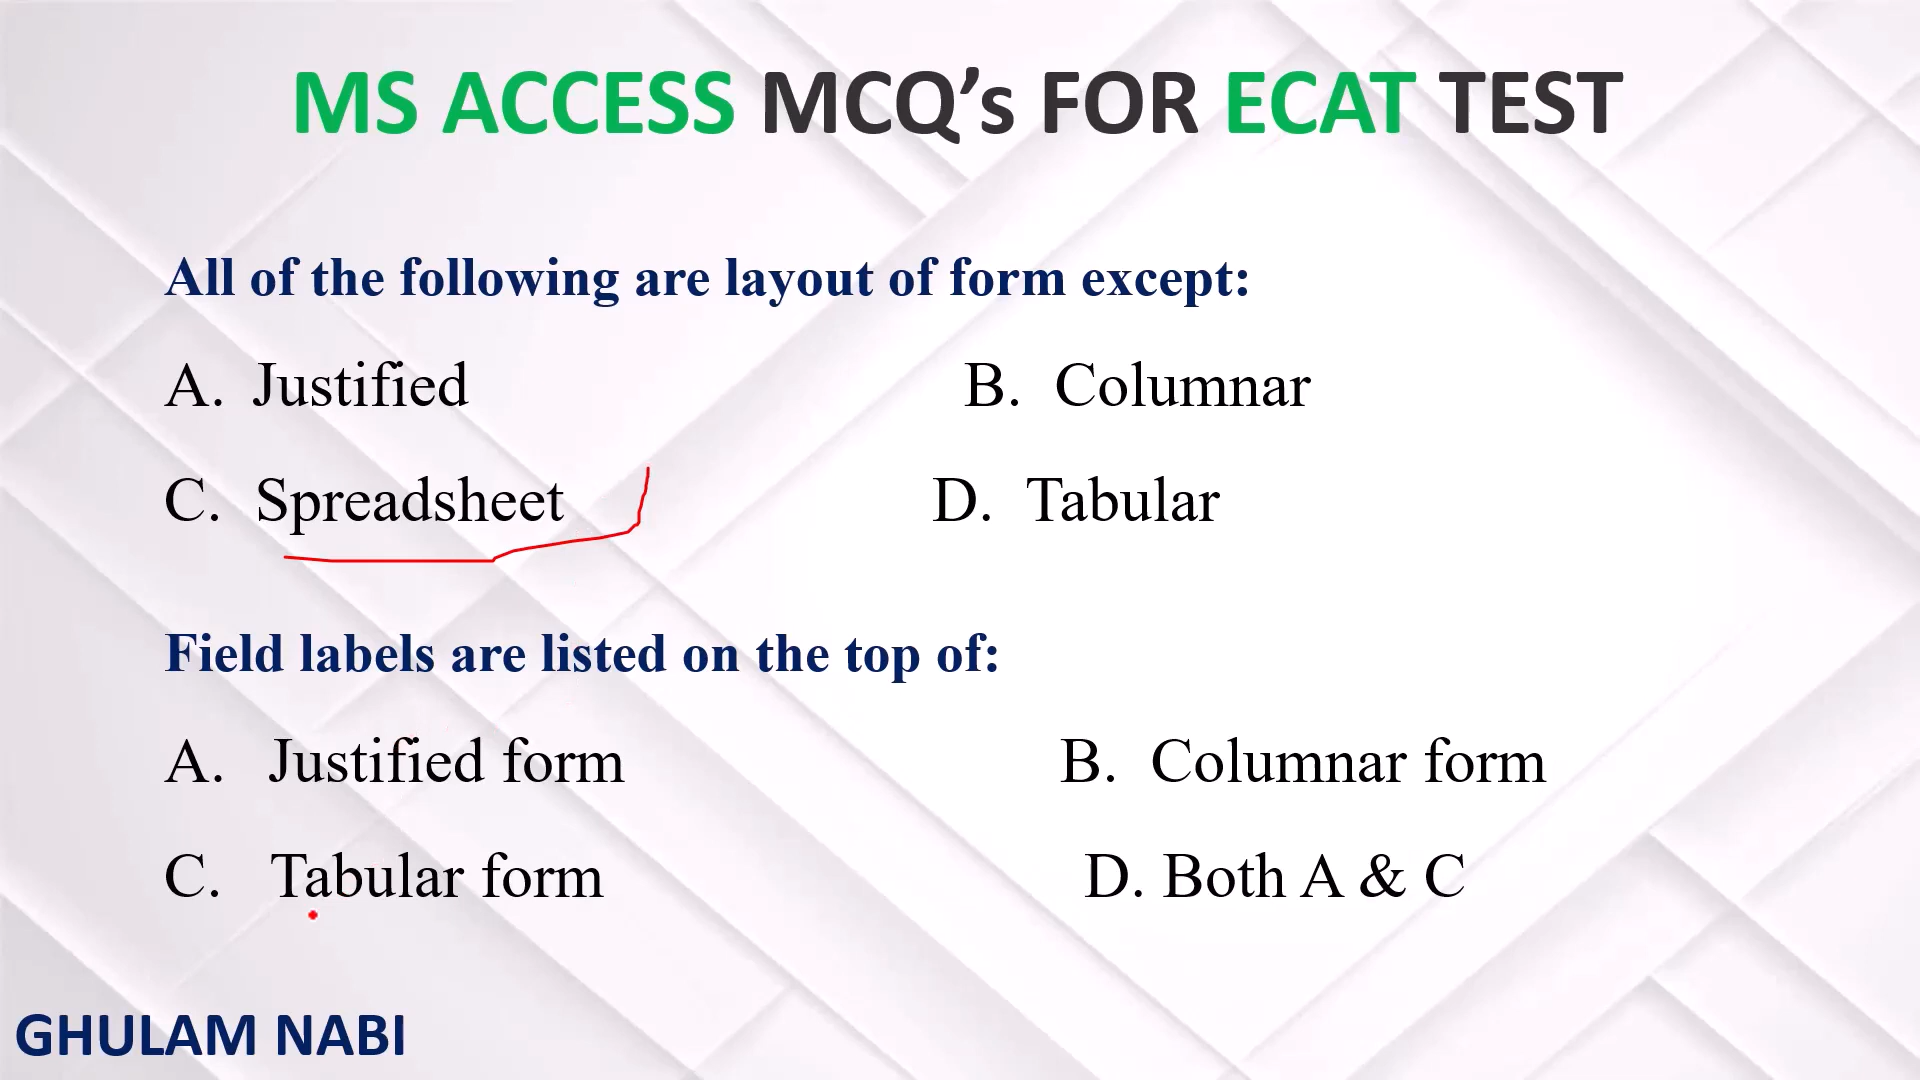 MS ACCESS MCQ’s FOR ECAT TEST
All of the following are layout of form except:
A. Justified B. Columnar
C. Spreadsheet D. Tabular
Field labels are listed on the top of:
A. Justified form B. Columnar form
C. Tabular form D. Both A & C
GHULAM NABI